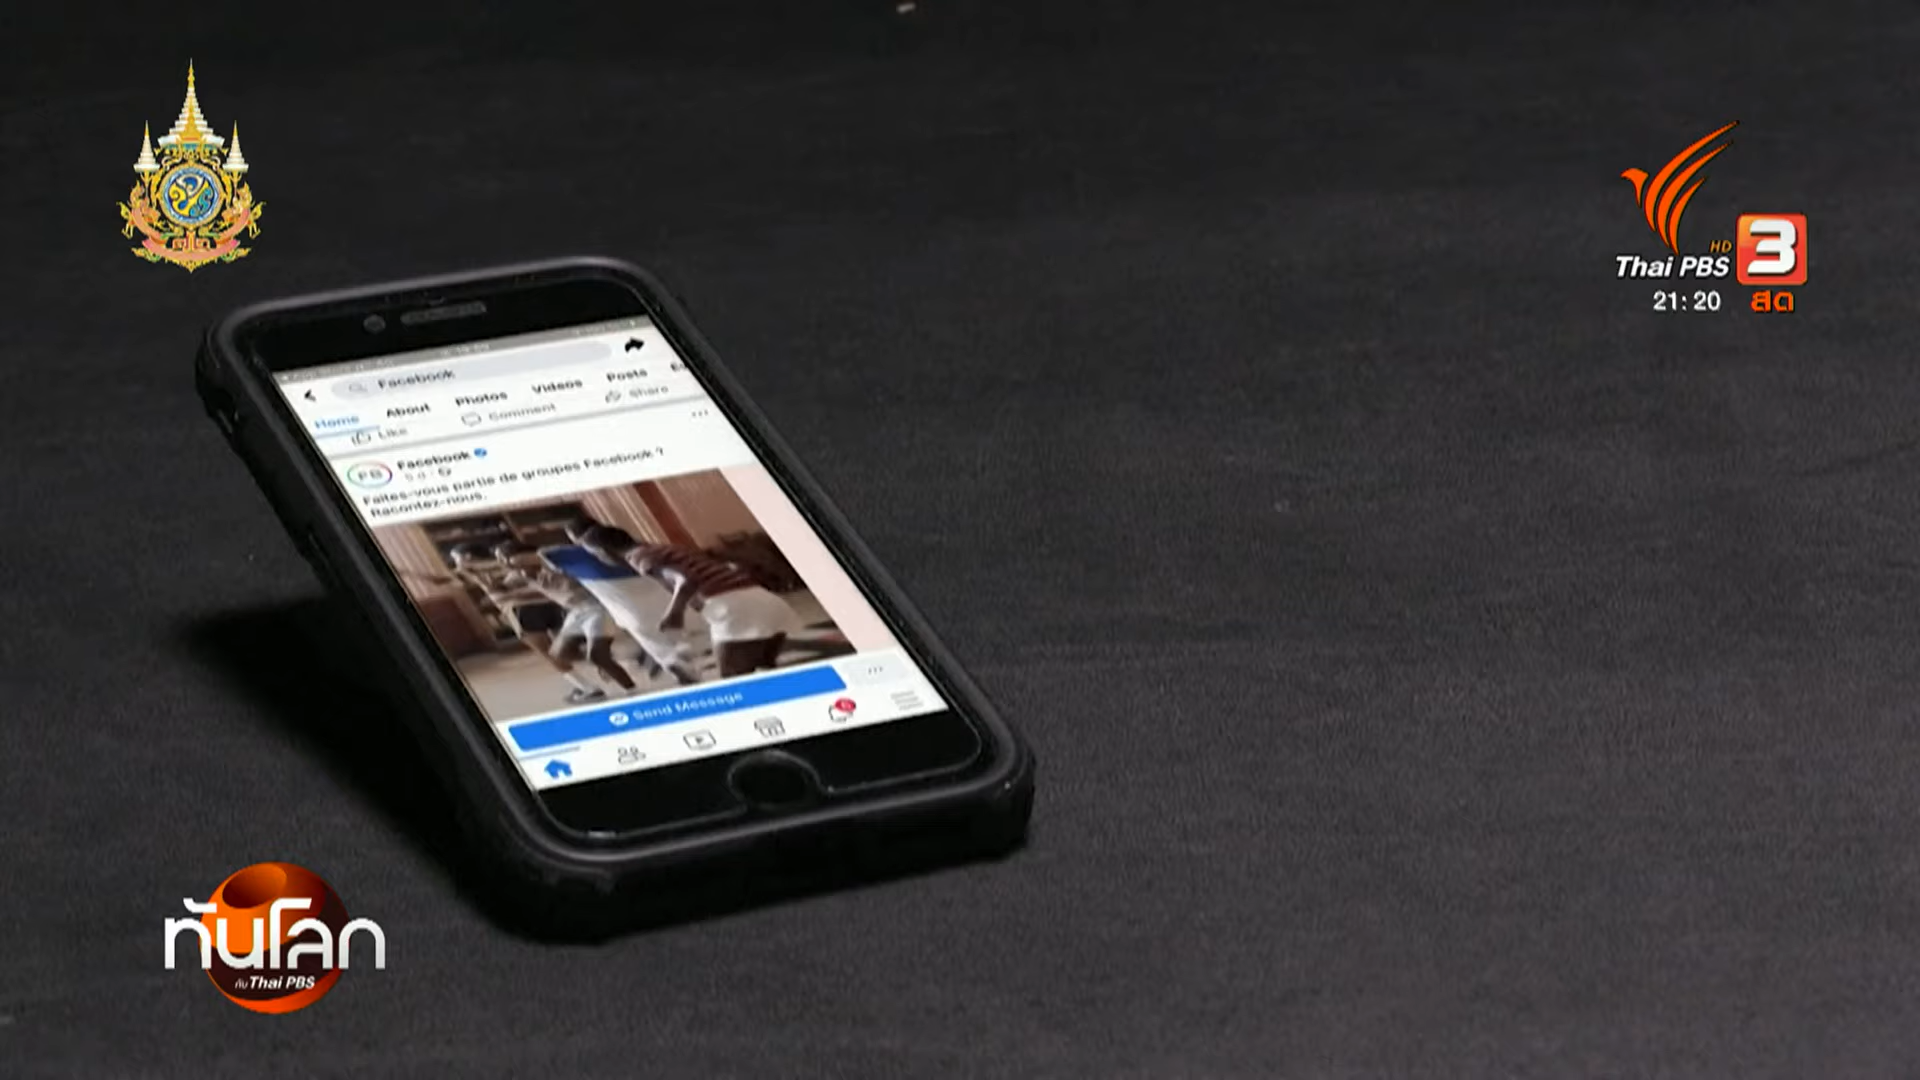 Thai PBS
HD
3
21:20
สด
Facebook
Home
About
Photos
Videos
Posts
Like
Comment
Share
FB
Facebook
Faites-vous partie de groupes Facebook ?
Racontez-nous.
Send Message
ทันโลก
กับ Thai PBS